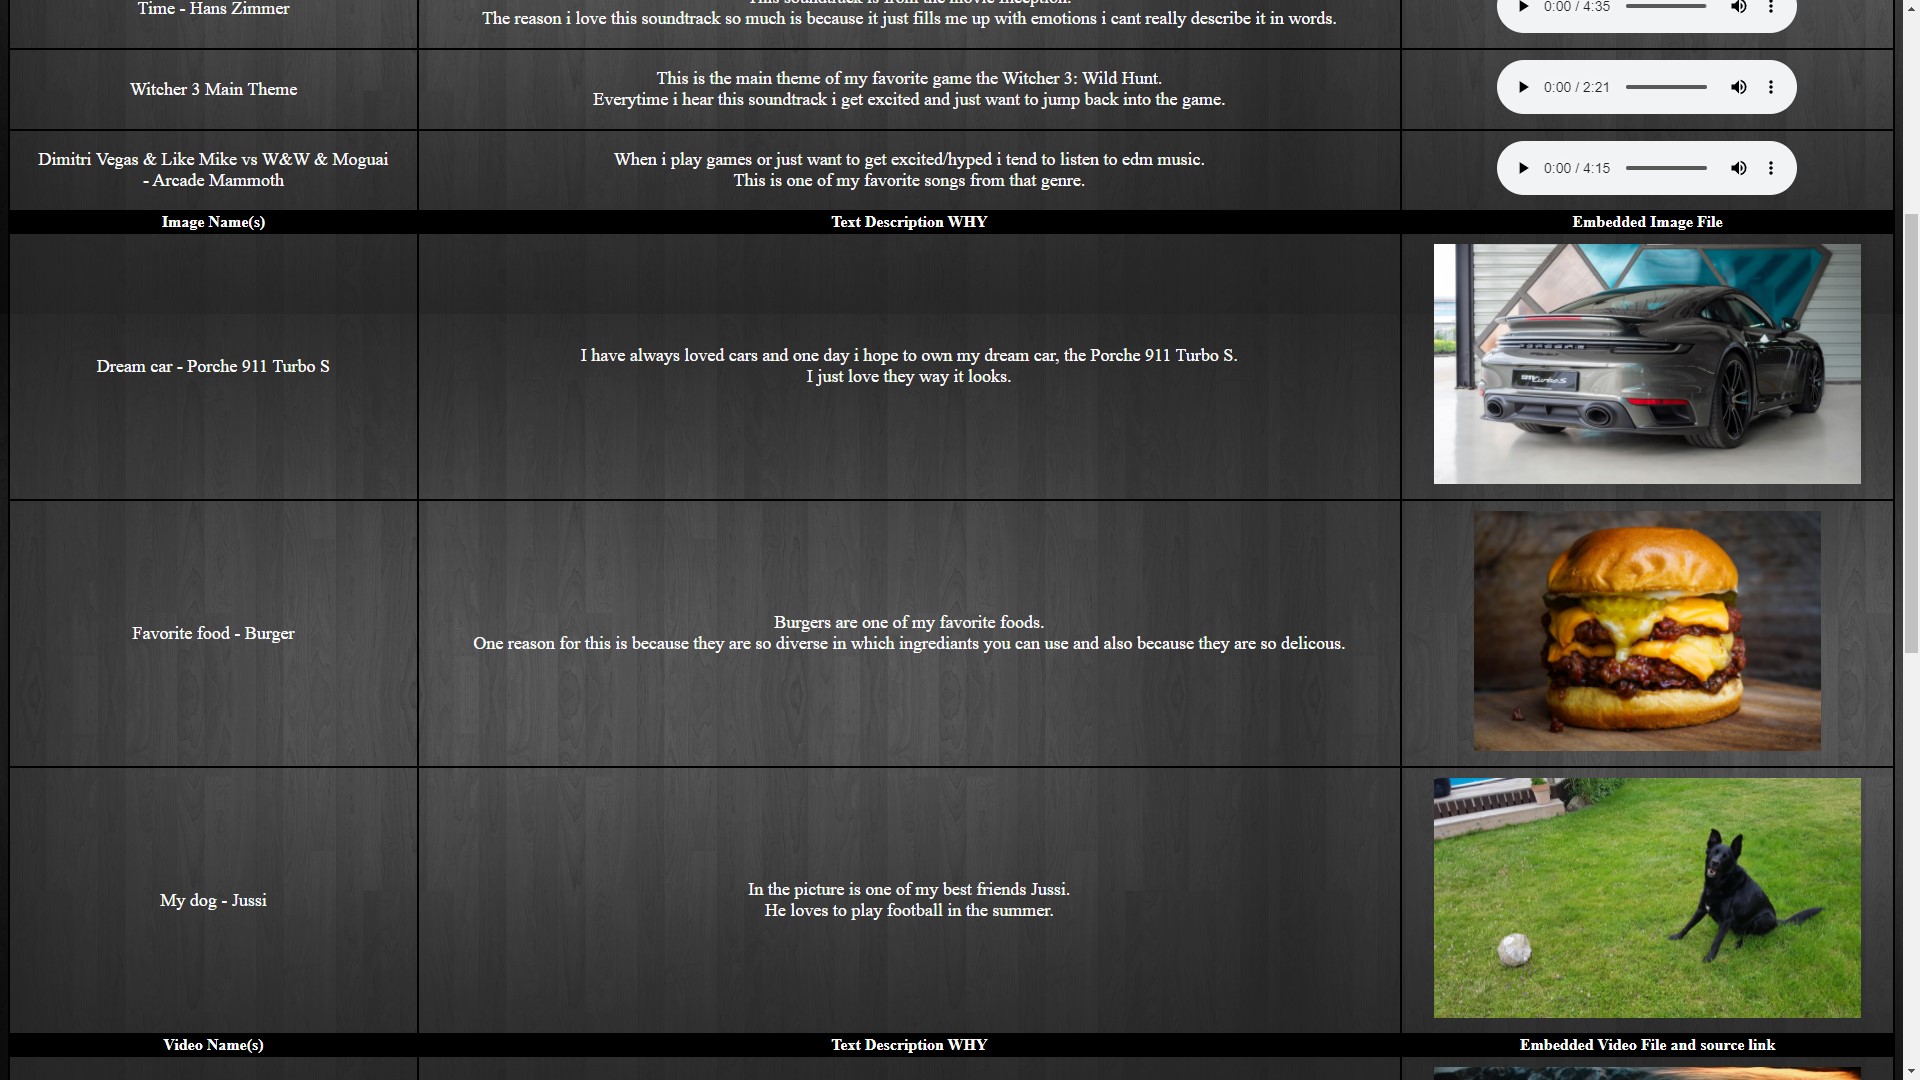 Time - Hans Zimmer
This soundtrack is from the movie Inception.
The reason i love this soundtrack so much is because it just fills me up with emotions i cant really describe it in words.
0:00 / 4:35
Witcher 3 Main Theme
This is the main theme of my favorite game the Witcher 3: Wild Hunt.
Everytime i hear this soundtrack i get excited and just want to jump back into the game.
0:00 / 2:21
Dimitri Vegas & Like Mike vs W&W & Moguai
- Arcade Mammoth
When i play games or just want to get excited/hyped i tend to listen to edm music.
This is one of my favorite songs from that genre.
0:00 / 4:15
Image Name(s)
Text Description WHY
Embedded Image File
Dream car - Porche 911 Turbo S
I have always loved cars and one day i hope to own my dream car, the Porche 911 Turbo S.
I just love they way it looks.
PORSCHE
911 turbo S
Favorite food - Burger
Burgers are one of my favorite foods.
One reason for this is because they are so diverse in which ingrediants you can use and also because they are so delicous.
My dog - Jussi
In the picture is one of my best friends Jussi.
He loves to play football in the summer.
Video Name(s)
Text Description WHY
Embedded Video File and source link